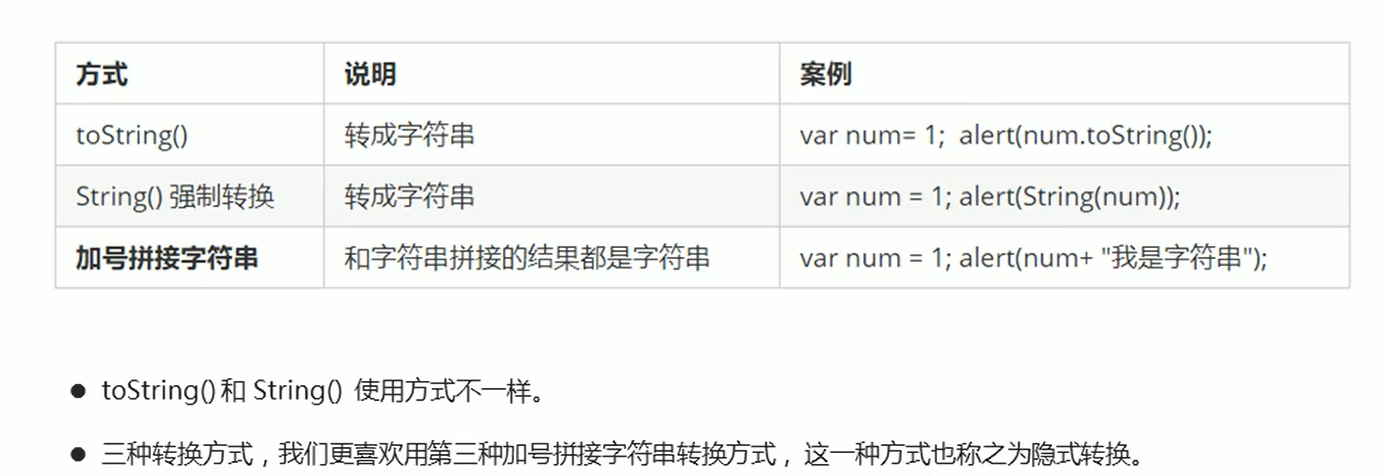 方式 说明 案例
toString() 转成字符串 var num= 1;  alert(num.toString());
String() 强制转换 转成字符串 var num = 1; alert(String(num));
加号拼接字符串 和字符串拼接的结果都是字符串 var num = 1; alert(num+ "我是字符串");
● toString()和 String()  使用方式不一样。
● 三种转换方式，我们更喜欢用第三种加号拼接字符串转换方式，这一种方式也称之为隐式转换。